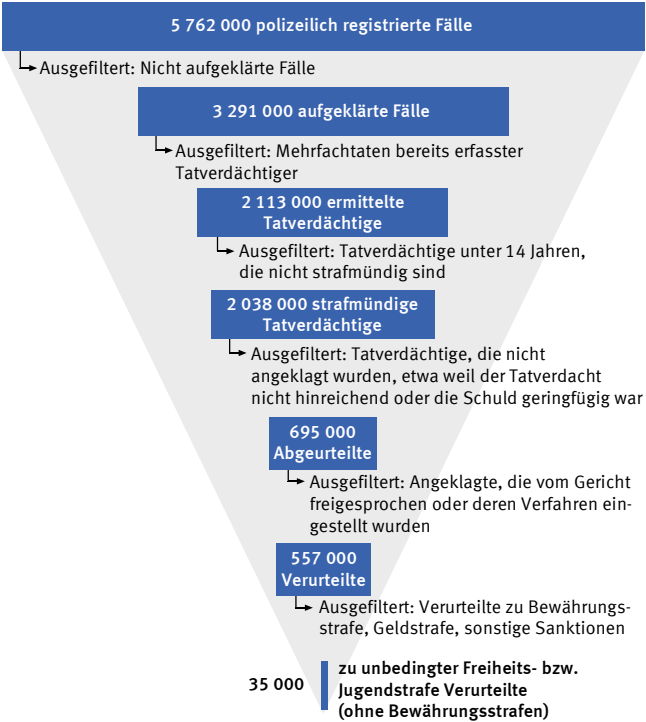 5 762 000 polizeilich registrierte Fälle
Ausgefiltert: Nicht aufgeklärte Fälle
3 291 000 aufgeklärte Fälle
Ausgefiltert: Mehrfachtaten bereits erfasster
Tatverdächtiger
2 113 000 ermittelte
Tatverdächtige
Ausgefiltert: Tatverdächtige unter 14 Jahren,
die nicht strafmündig sind
2 038 000 strafmündige
Tatverdächtige
Ausgefiltert: Tatverdächtige, die nicht
angeklagt wurden, etwa weil der Tatverdacht
nicht hinreichend oder die Schuld geringfügig war
695 000
Abgeurteilte
Ausgefiltert: Angeklagte, die vom Gericht
freigesprochen oder deren Verfahren ein-
gestellt wurden
557 000
Verurteilte
Ausgefiltert: Verurteilte zu Bewährungs-
strafe, Geldstrafe, sonstige Sanktionen
35 000
zu unbedingter Freiheits- bzw.
Jugendstrafe Verurteilte
(ohne Bewährungsstrafen)